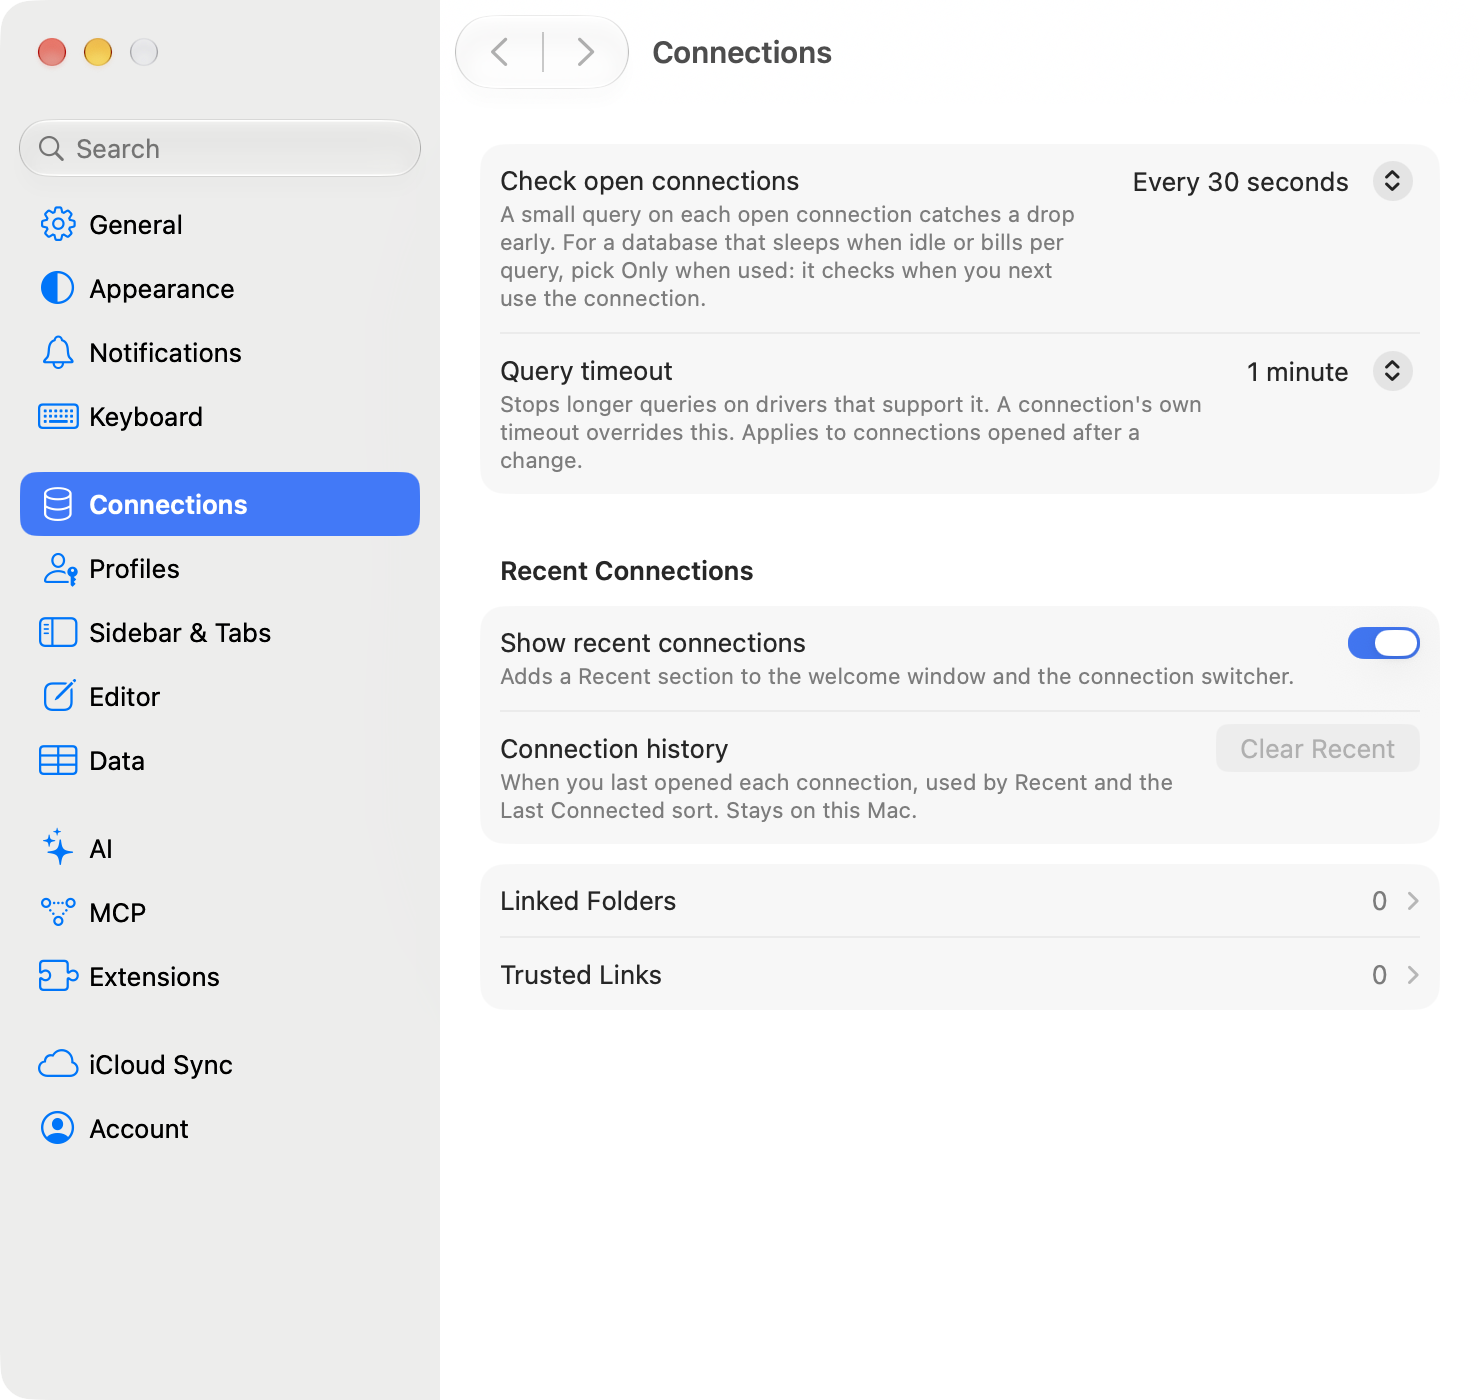 Connections
Search
General
Appearance
Notifications
Keyboard
Connections
Profiles
Sidebar & Tabs
Editor
Data
AI
MCP
Extensions
iCloud Sync
Account
Check open connections
Every 30 seconds
A small query on each open connection catches a drop
early. For a database that sleeps when idle or bills per
query, pick Only when used: it checks when you next
use the connection.
Query timeout
1 minute
Stops longer queries on drivers that support it. A connection's own
timeout overrides this. Applies to connections opened after a
change.
Recent Connections
Show recent connections
Adds a Recent section to the welcome window and the connection switcher.
Connection history
Clear Recent
When you last opened each connection, used by Recent and the
Last Connected sort. Stays on this Mac.
Linked Folders
0
Trusted Links
0